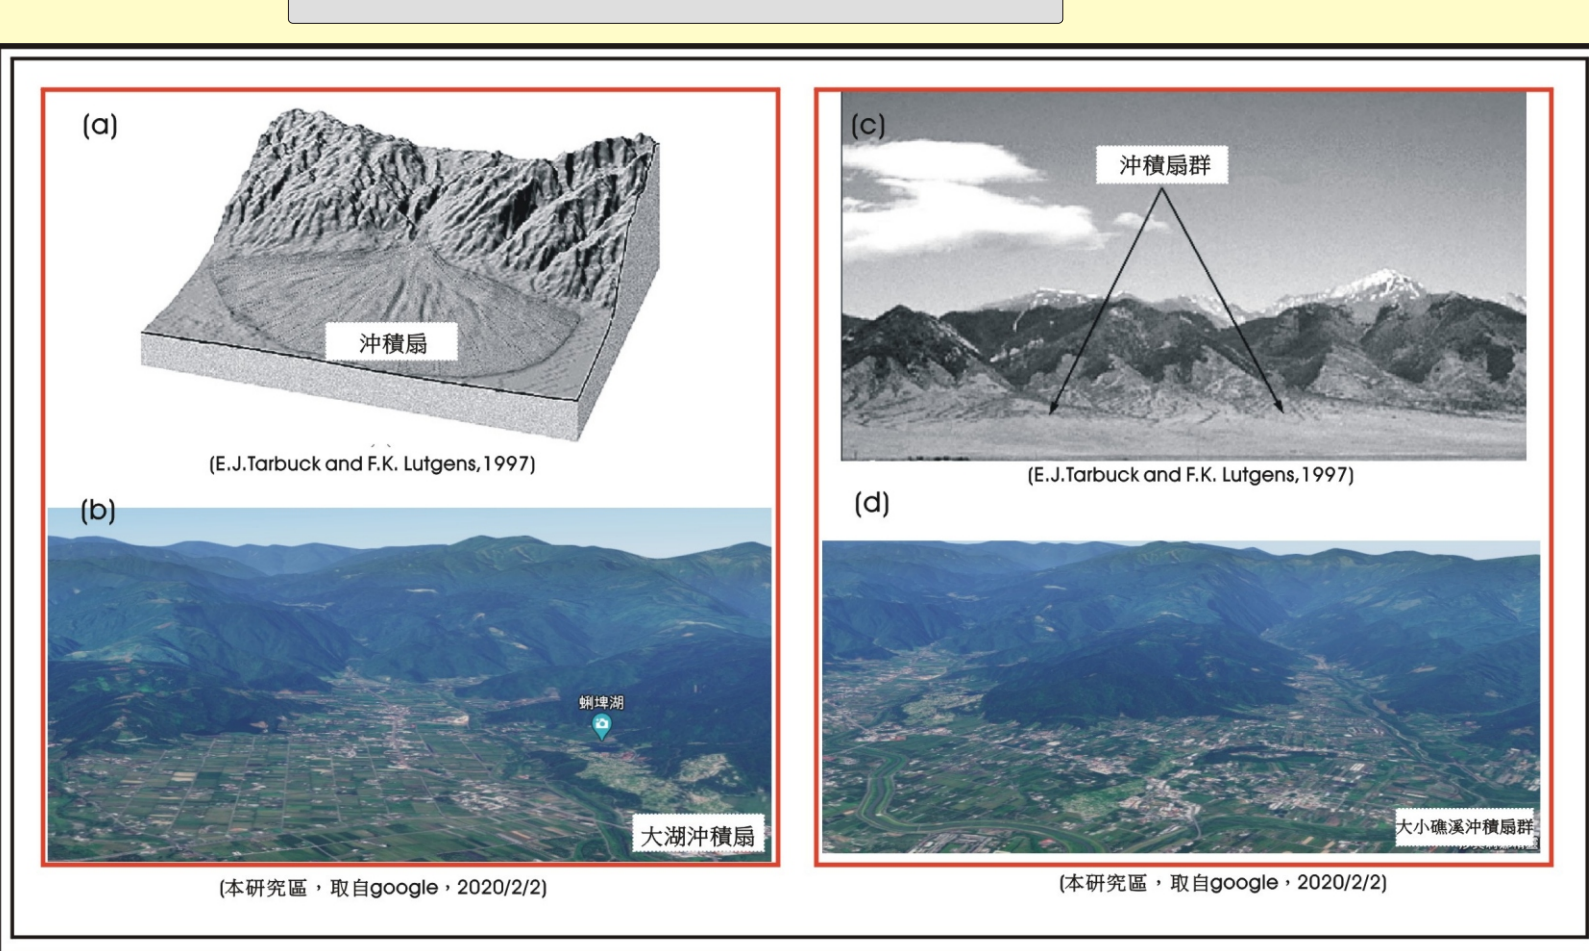 (a)
沖積扇
(E.J.Tarbuck and F.K. Lutgens,1997)
(b)
蜊埤湖
大湖沖積扇
(本研究區，取自google，2020/2/2)
(c)
沖積扇群
(E.J.Tarbuck and F.K. Lutgens,1997)
(d)
大小礁溪沖積扇群
(本研究區，取自google，2020/2/2)